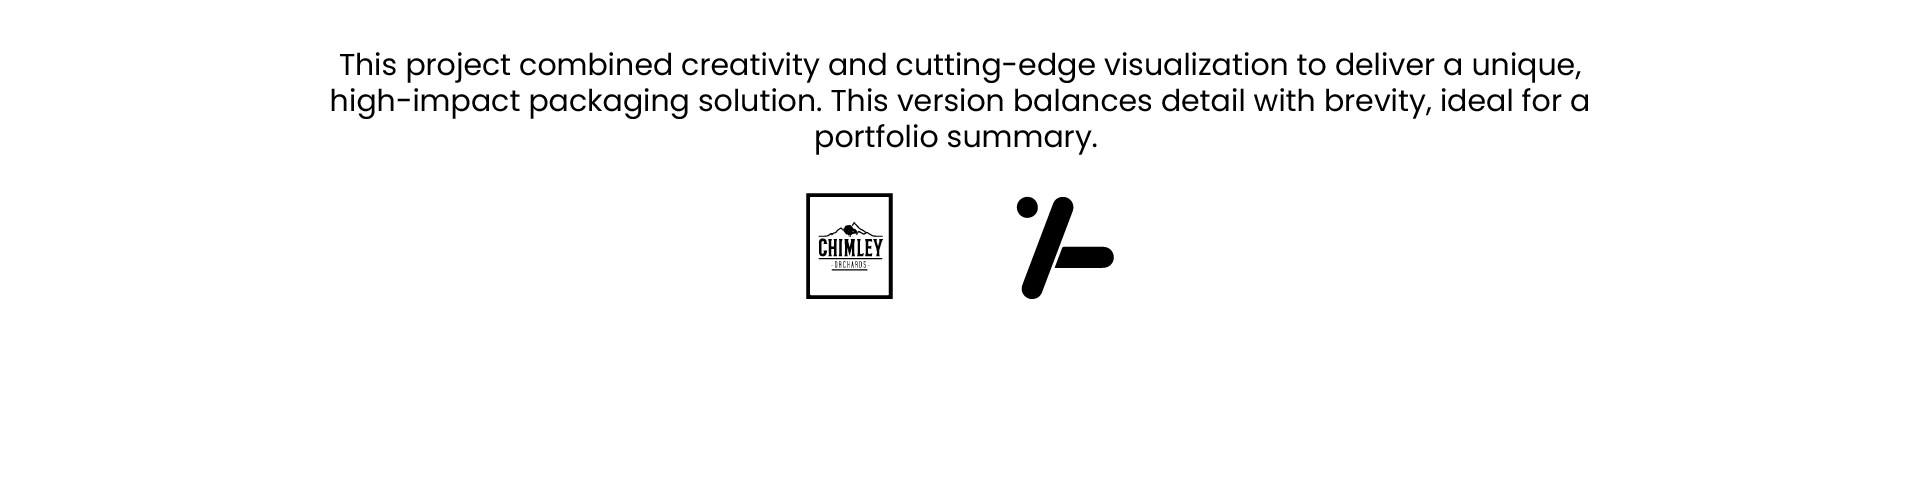 This project combined creativity and cutting-edge visualization to deliver a unique,
high-impact packaging solution. This version balances detail with brevity, ideal for a
portfolio summary.
CHIMLEY
ORCHARDS